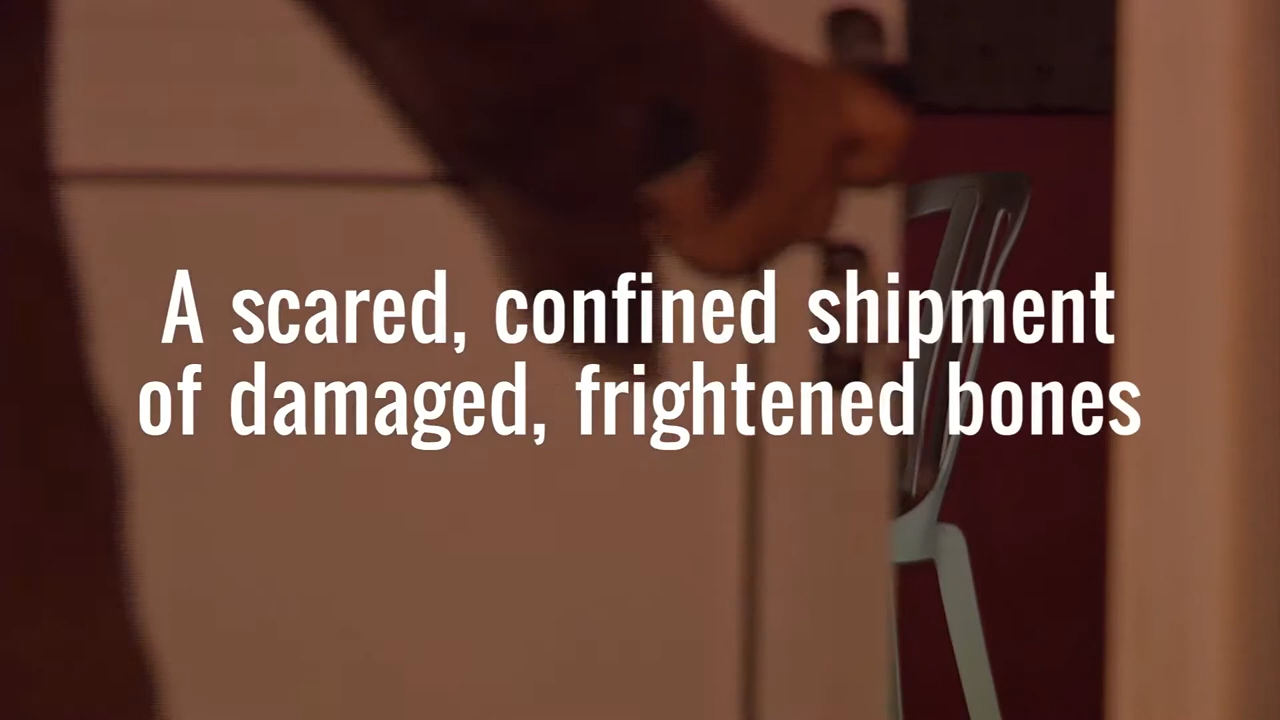 A scared, confined shipment
of damaged, frightened bones